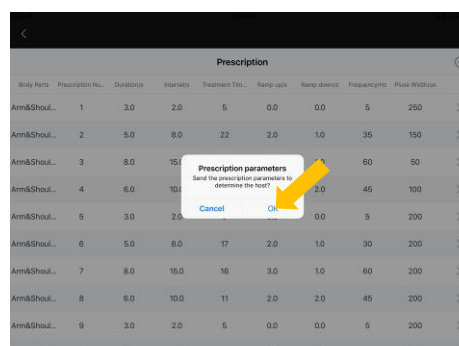 Prescription
Body Parts Prescription Nu... Duration/s Interval/s Treatment Tim... Ramp up/s Ramp down/s Frequency/Hz Pluse Width/us
Arm&Shoul... 1 3.0 2.0 5 0.0 0.0 5 250
Arm&Shoul... 2 5.0 8.0 22 2.0 1.0 35 150
Arm&Shoul... 3 8.0 60 50
Arm&Shoul... 4 6.0 2.0 45 100
Arm&Shoul... 5 3.0 0.0 5 200
Arm&Shoul... 6 5.0 8.0 17 2.0 1.0 30 200
Arm&Shoul... 7 8.0 15.0 16 3.0 1.0 60 200
Arm&Shoul... 8 6.0 10.0 11 2.0 2.0 45 200
Arm&Shoul... 9 3.0 2.0 5 0.0 0.0 5 200
Prescription parameters
Send the prescription parameters to
determine the host?
Cancel OK